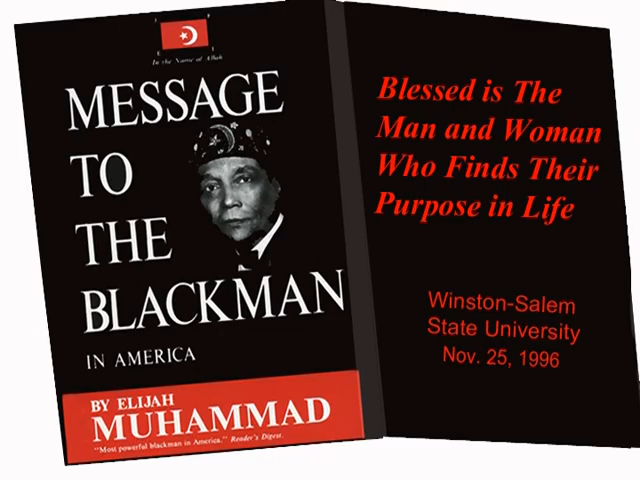 In the Name of Allah
MESSAGE
TO
THE
BLACKMAN
IN AMERICA
BY ELIJAH
MUHAMMAD
"Most powerful blackman in America." Reader's Digest.
Blessed is The
Man and Woman
Who Finds Their
Purpose in Life
Winston-Salem
State University
Nov. 25, 1996